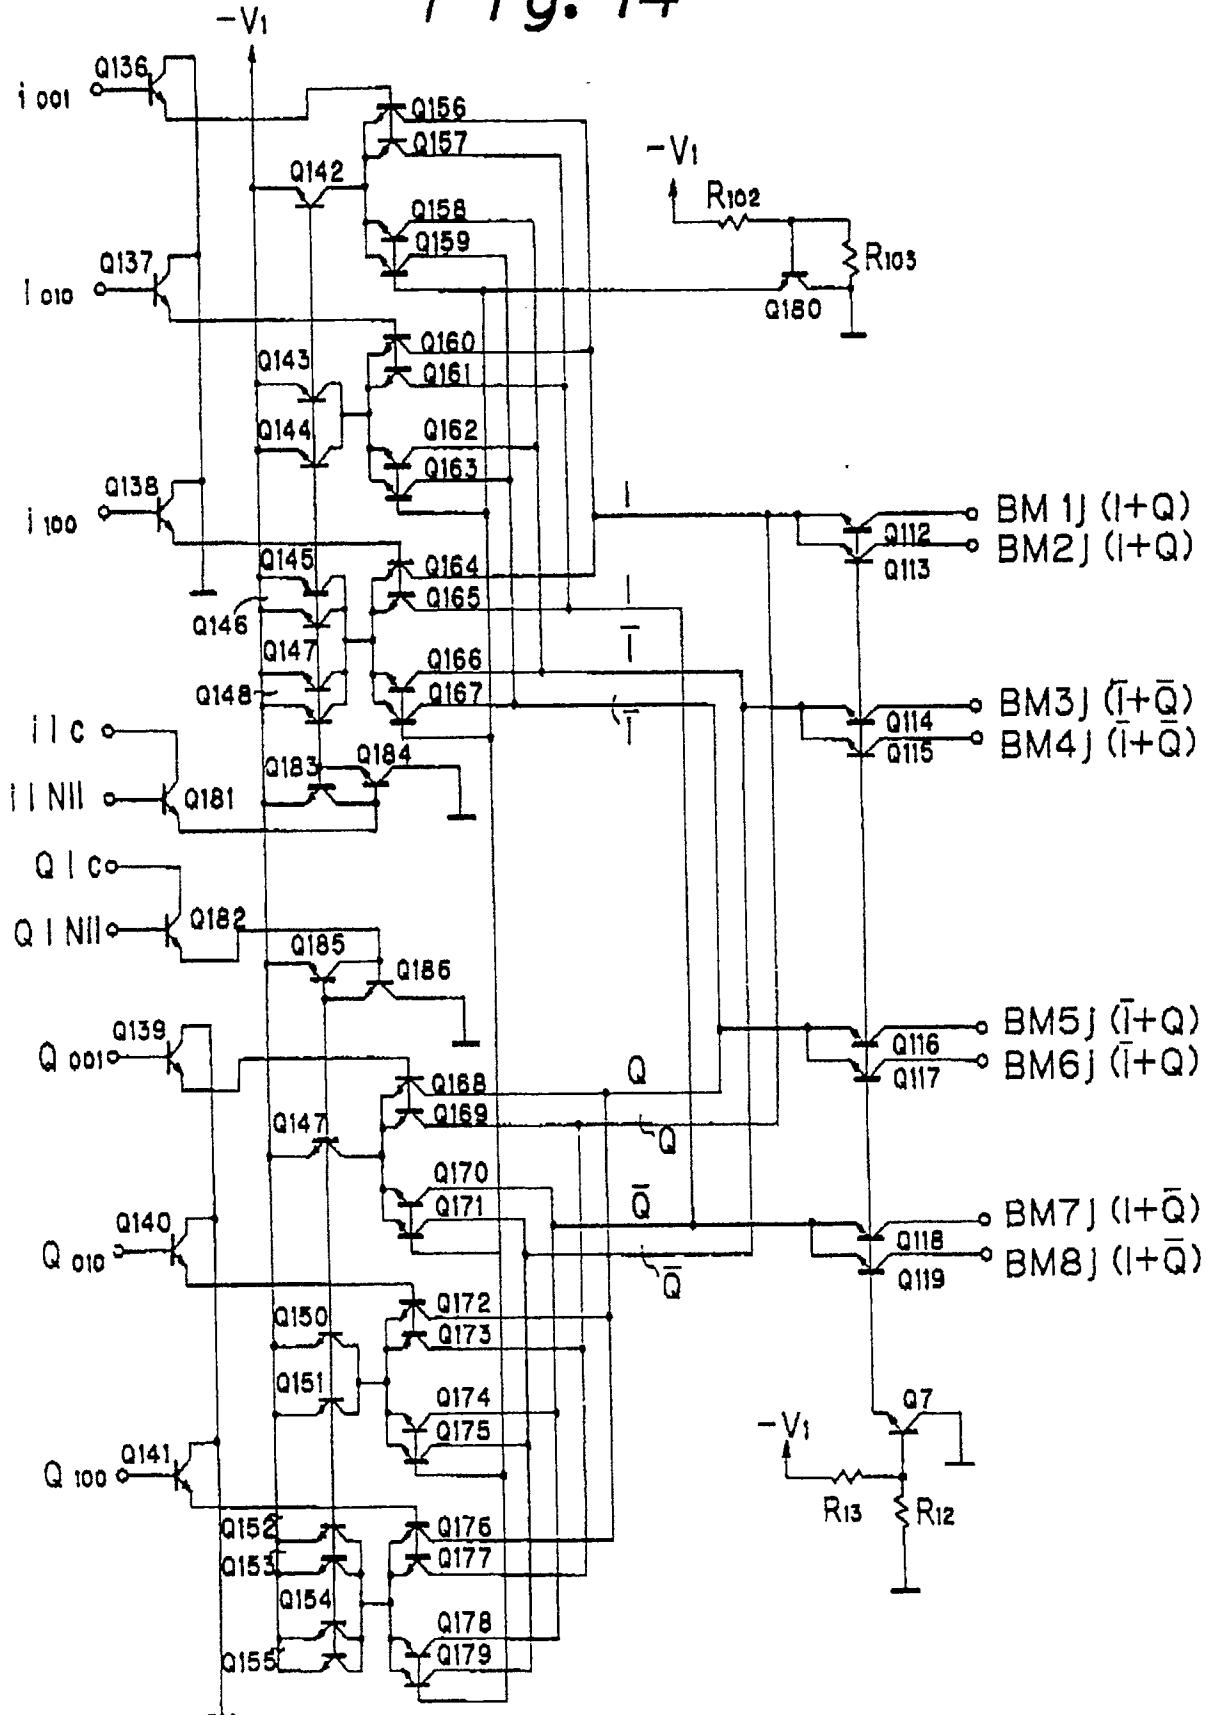 Fig. 14
-V1
Q136
i 001
Q156
Q157
Q142
-V1
R102
Q158
Q159
R103
Q137
i 010
Q180
Q160
Q143
Q161
Q144
Q162
Q163
Q138
i 100
I
BM 1J (I+Q)
Q112
BM2J (I+Q)
Q113
Q145
Q164
Q165
I
Q146
Ī
Q147
Q166
Q148
Q167
Ī
BM3J (Ī+Q̄)
Q114
BM4J (Ī+Q̄)
Q115
i I C
Q183
Q184
i I NII
Q181
Q I C
Q182
Q I NII
Q185
Q186
Q139
Q 001
BM5J (Ī+Q)
Q116
BM6J (Ī+Q)
Q117
Q168
Q
Q169
Q
Q147
Q170
Q171
Q̄
Q140
Q 010
Q̄
BM7J (I+Q̄)
Q118
BM8J (I+Q̄)
Q119
Q172
Q150
Q173
Q151
Q174
Q175
Q7
-V1
Q141
Q 100
R13
R12
Q152
Q176
Q153
Q177
Q154
Q178
Q155
Q179